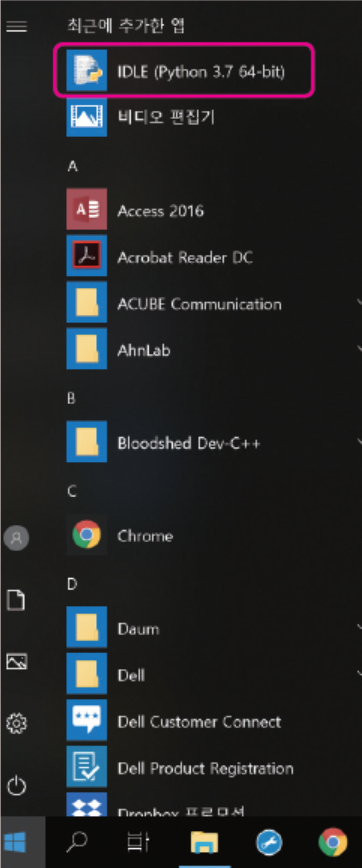 최근에 추가한 앱
IDLE (Python 3.7 64-bit)
비디오 편집기
A
Access 2016
Acrobat Reader DC
ACUBE Communication
AhnLab
B
Bloodshed Dev-C++
C
Chrome
D
Daum
Dell
Dell Customer Connect
Dell Product Registration
Dropbox 프로모션